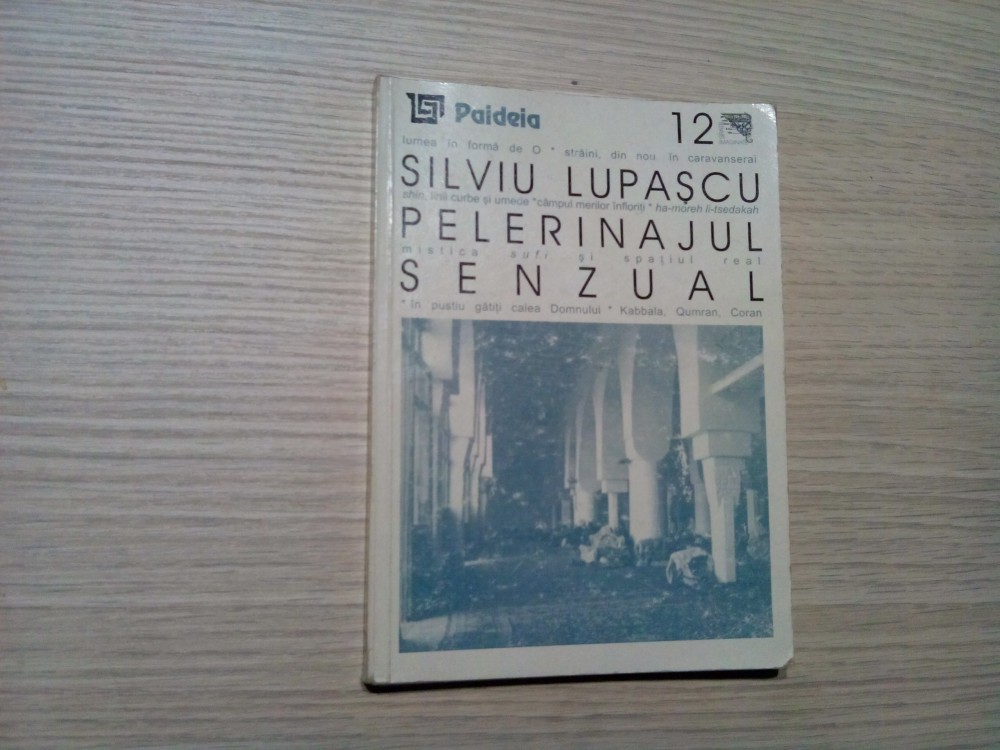 Paideia
12
lumea în formă de O * străini, din nou în caravanserai
SILVIU LUPAȘCU
shin, linii curbe și umede * câmpul merilor înfloriți * ha-moreh li-tsedakah
PELERINAJUL
mistica sufi și spațiul real
SENZUAL
* în pustiu gătiți calea Domnului * Kabbala, Qumran, Coran